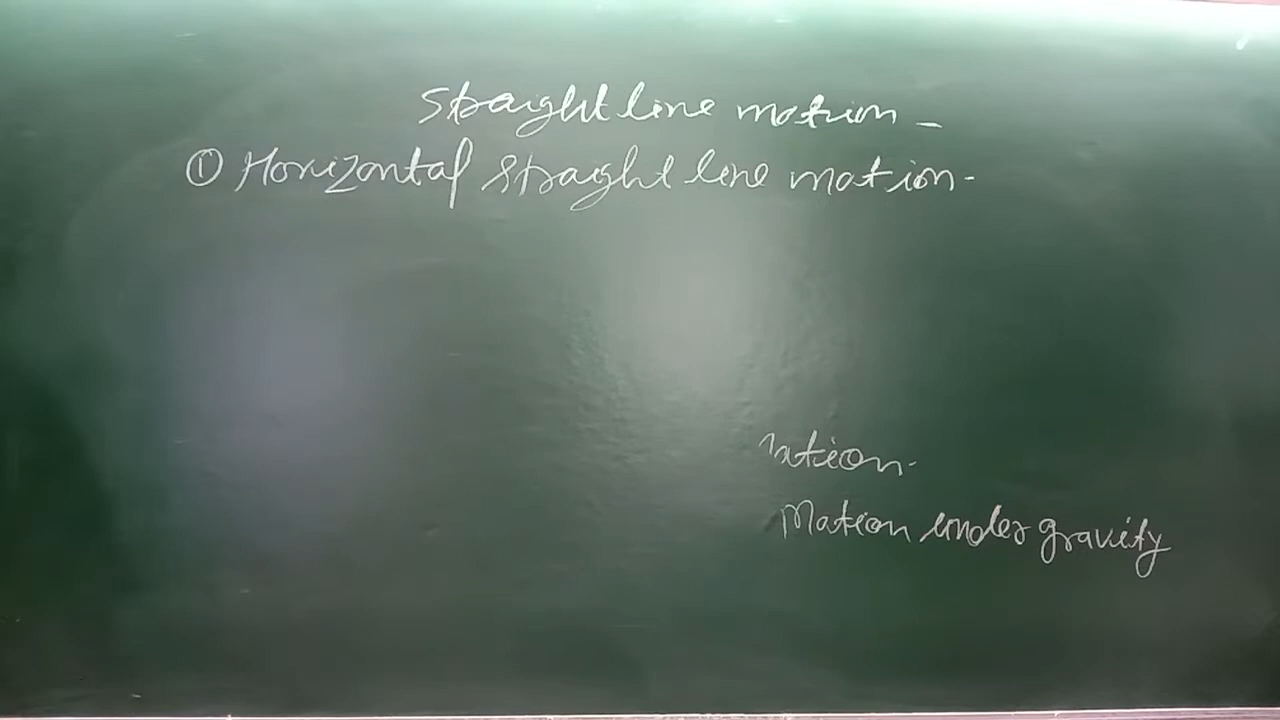 Straight line motion -
① Horizontal straight line motion -
Motion under gravity